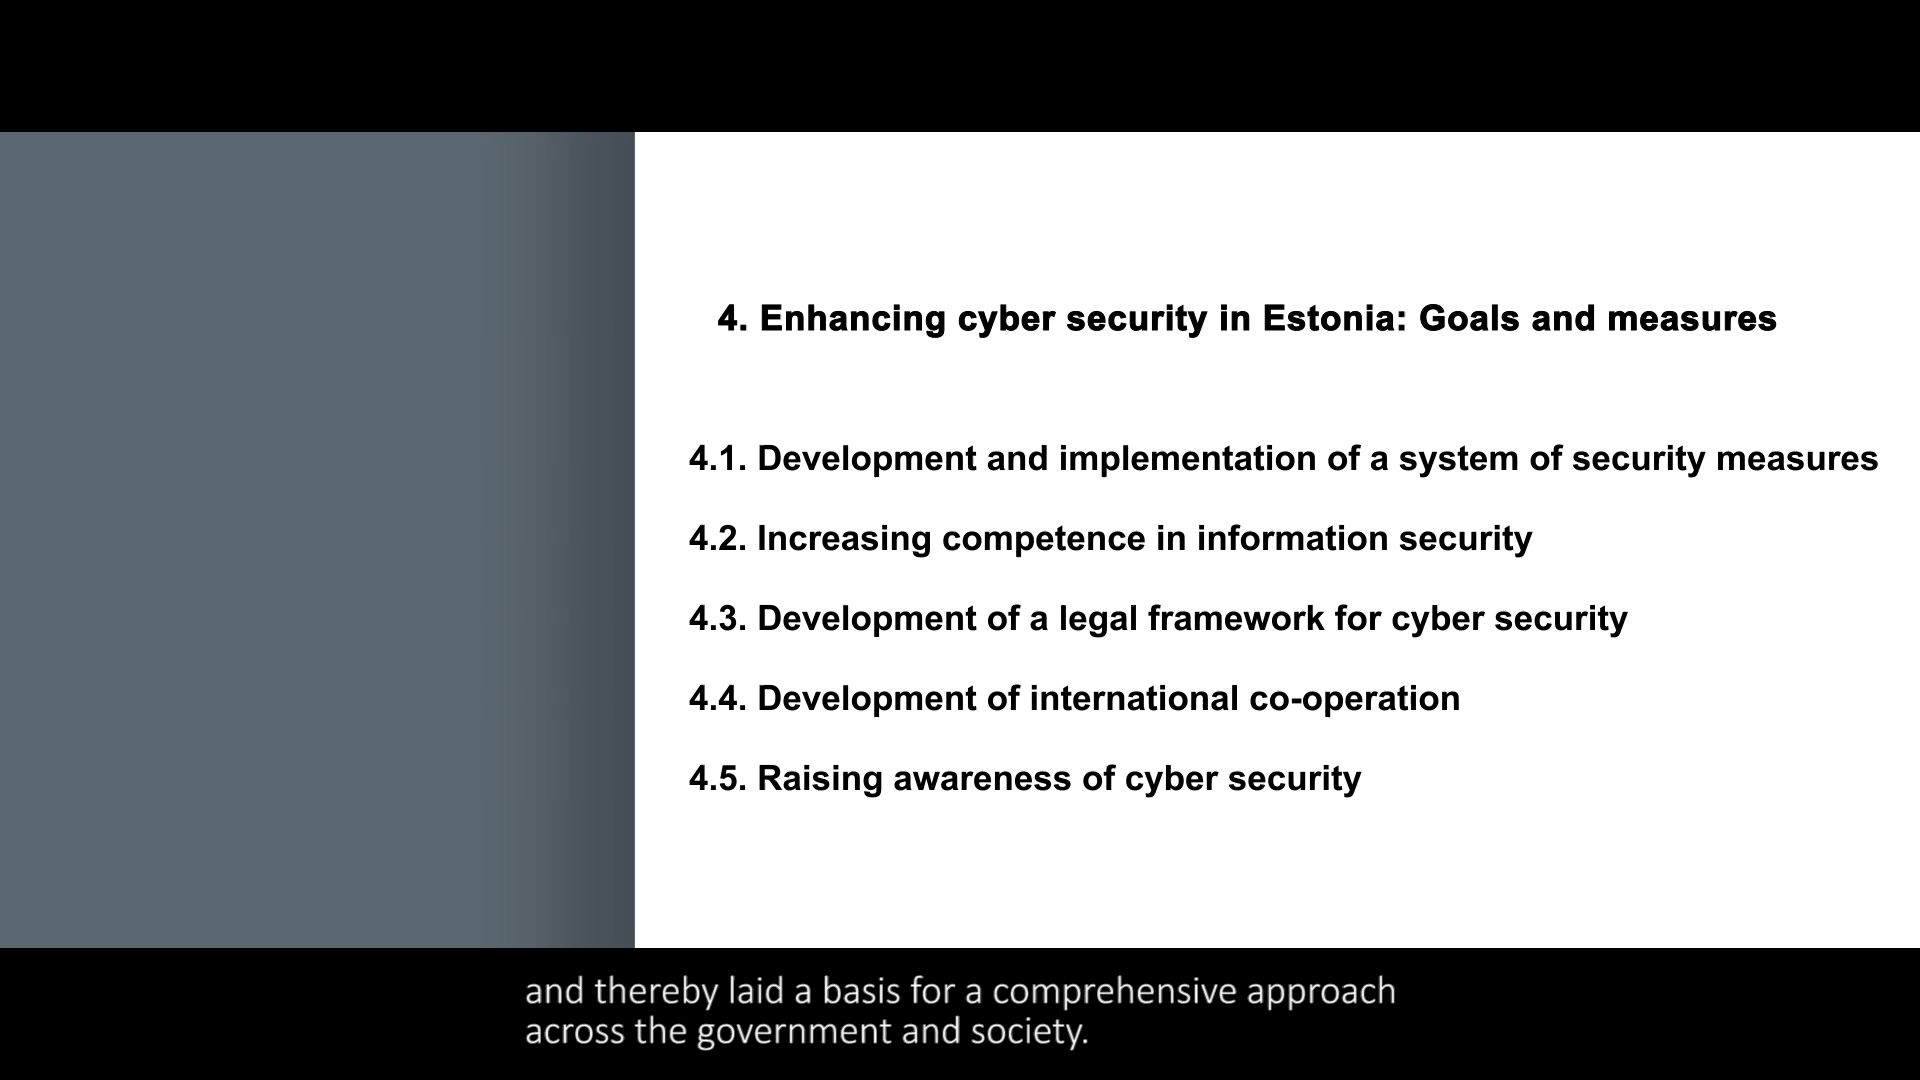 4. Enhancing cyber security in Estonia: Goals and measures
4.1. Development and implementation of a system of security measures
4.2. Increasing competence in information security
4.3. Development of a legal framework for cyber security
4.4. Development of international co-operation
4.5. Raising awareness of cyber security
and thereby laid a basis for a comprehensive approach
across the government and society.